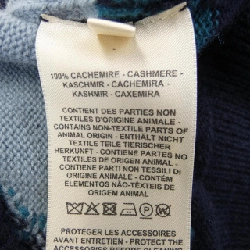 100% CACHEMIRE - CASHMERE -
KASCHMIR - CACHEMIRA -
KASHMIR - CAXEMIRA
CONTIENT DES PARTIES NON
TEXTILES D'ORIGINE ANIMALE -
CONTAINS NON-TEXTILE PARTS OF
ANIMAL ORIGIN - ENTHÄLT NICHT
TEXTILE TEILE TIERISCHEN
HERKUNFT - CONTIENE PARTES NO
TEXTILES DE ORIGEN ANIMAL -
CONTIENE PARTI NON TESSILI DI
ORIGINE ANIMALE - CONTÉM
ELEMENTOS NÃO-TÊXTEIS DE
ORIGEM ANIMAL
PROTEGER LES ACCESSOIRES
AVANT ENTRETIEN - PROTECT THE